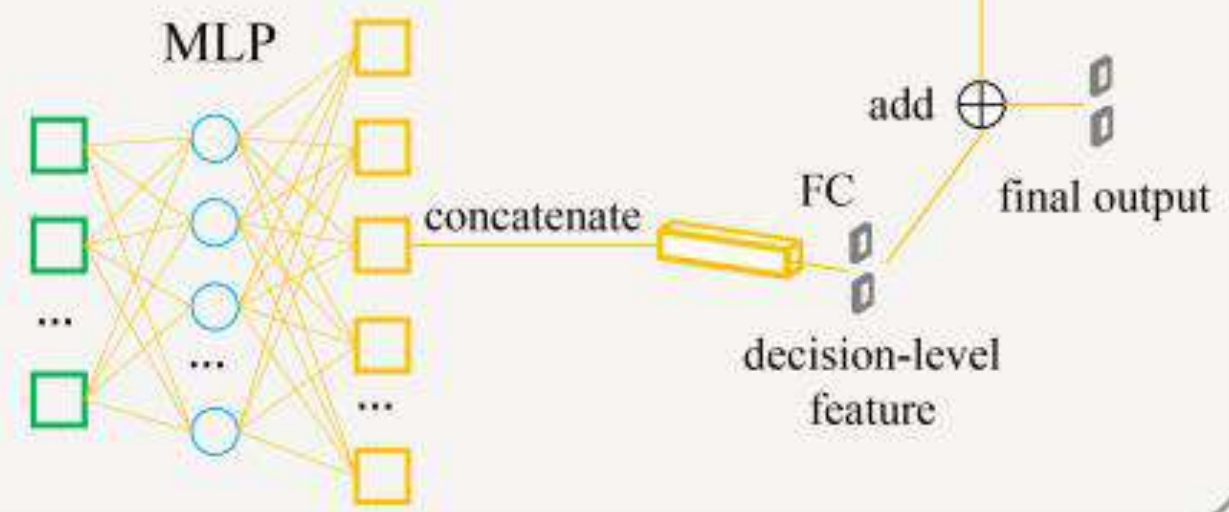 MLP
add
FC
final output
concatenate
...
...
...
decision-level
feature